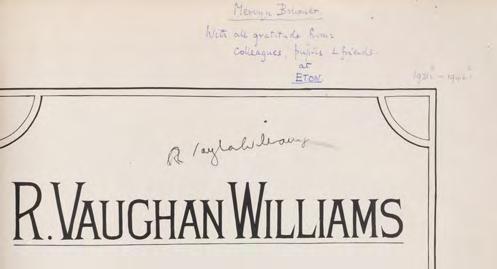 Mervyn Bruxner
With all gratitude from
Colleagues, pupils & friends
at
ETON
R Vaughan Williams
R. VAUGHAN WILLIAMS